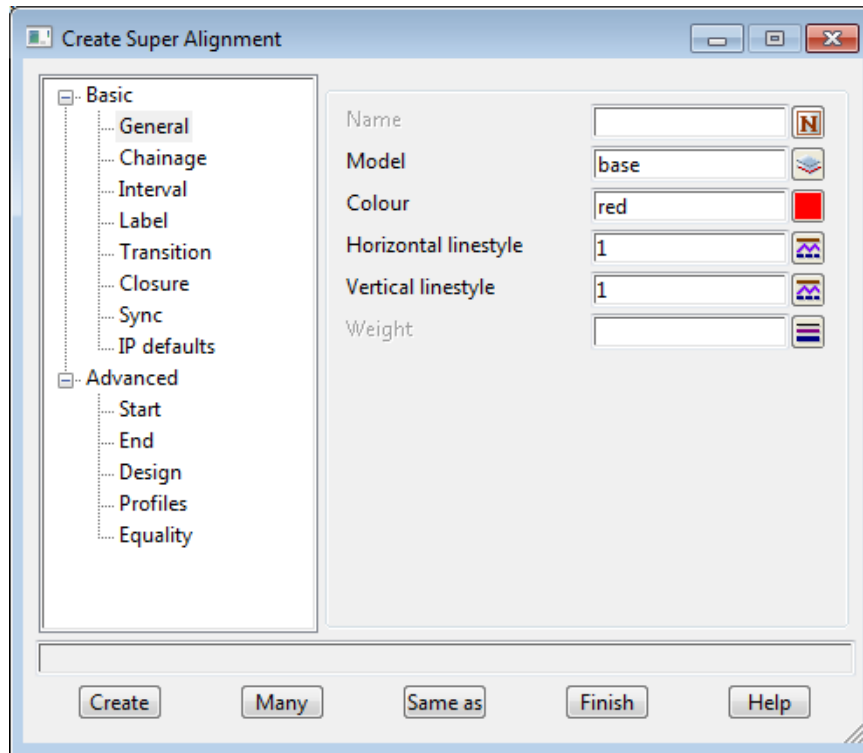 Create Super Alignment
Basic
General
Chainage
Interval
Label
Transition
Closure
Sync
IP defaults
Advanced
Start
End
Design
Profiles
Equality
Name
N
Model
base
Colour
red
Horizontal linestyle
1
Vertical linestyle
1
Weight
Create
Many
Same as
Finish
Help